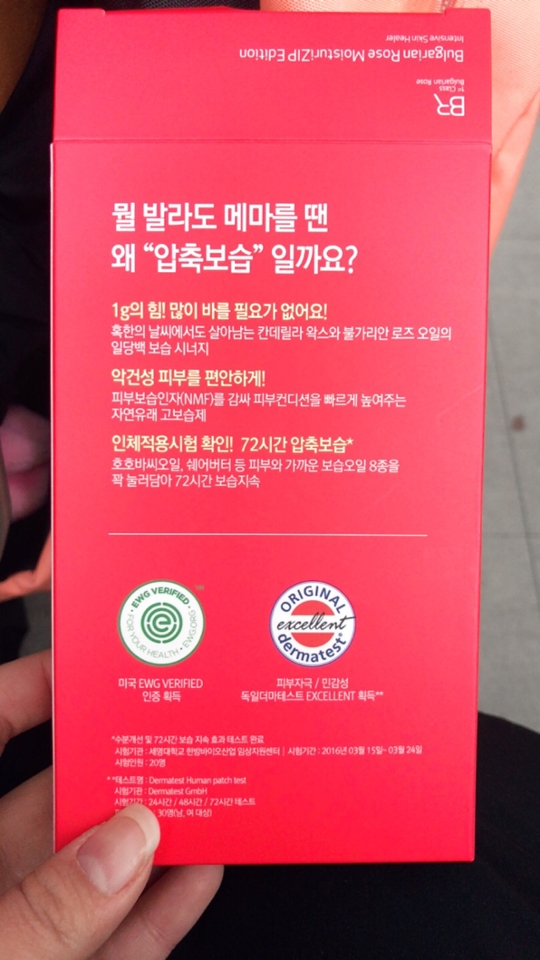 Bulgarian Rose MoisturiZIP Edition
Intensive Skin Healer
BR
1st Class
Bulgarian Rose
뭘 발라도 메마를 땐
왜 “압축보습” 일까요?
1g의 힘! 많이 바를 필요가 없어요!
혹한의 날씨에서도 살아남는 칸데릴라 왁스와 불가리안 로즈 오일의
일당백 보습 시너지
악건성 피부를 편안하게!
피부보습인자(NMF)를 감싸 피부컨디션을 빠르게 높여주는
자연유래 고보습제
인체적용시험 확인! 72시간 압축보습*
호호바씨오일, 쉐어버터 등 피부와 가까운 보습오일 8종을
꽉 눌러담아 72시간 보습지속
EWG VERIFIED
FOR YOUR HEALTH • EWG.ORG
TM
ORIGINAL
excellent
dermatest®
미국 EWG VERIFIED
인증 획득
피부자극 / 민감성
독일더마테스트 EXCELLENT 획득**
*수분개선 및 72시간 보습 지속 효과 테스트 완료
시험기관 : 세명대학교 한방바이오산업 임상지원센터 | 시험기간 : 2016년 03월 15일~ 03월 24일
시험인원 : 20명
**테스트명 : Dermatest Human patch test
시험기관 : Dermatest GmbH
시험기간 : 24시간 / 48시간 / 72시간 테스트
: 30명(남, 여 대상)